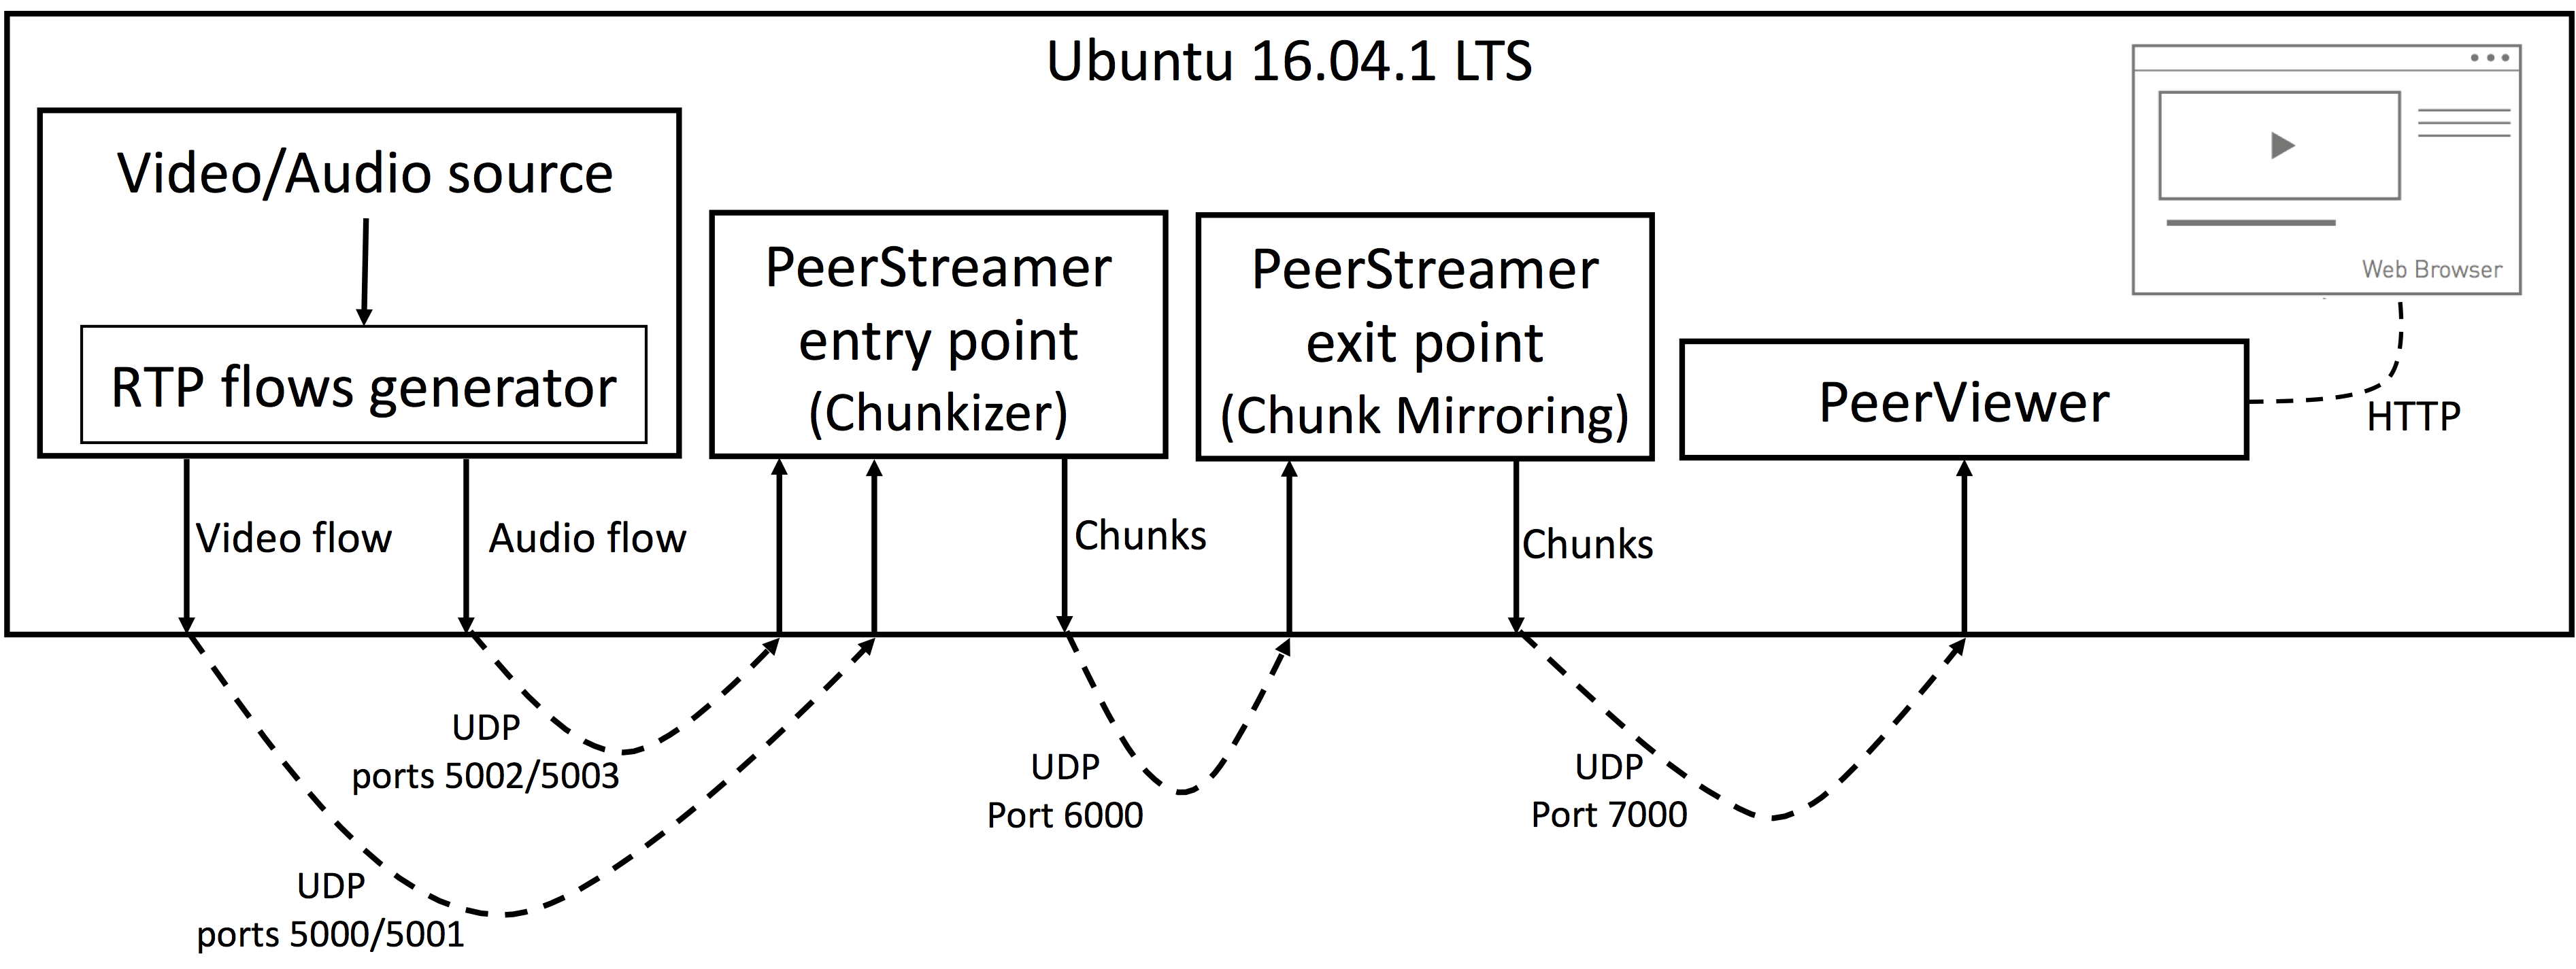 Ubuntu 16.04.1 LTS
Video/Audio source
RTP flows generator
PeerStreamer
entry point
(Chunkizer)
PeerStreamer
exit point
(Chunk Mirroring)
PeerViewer
Web Browser
HTTP
Video flow
Audio flow
Chunks
Chunks
UDP
ports 5002/5003
UDP
ports 5000/5001
UDP
Port 6000
UDP
Port 7000